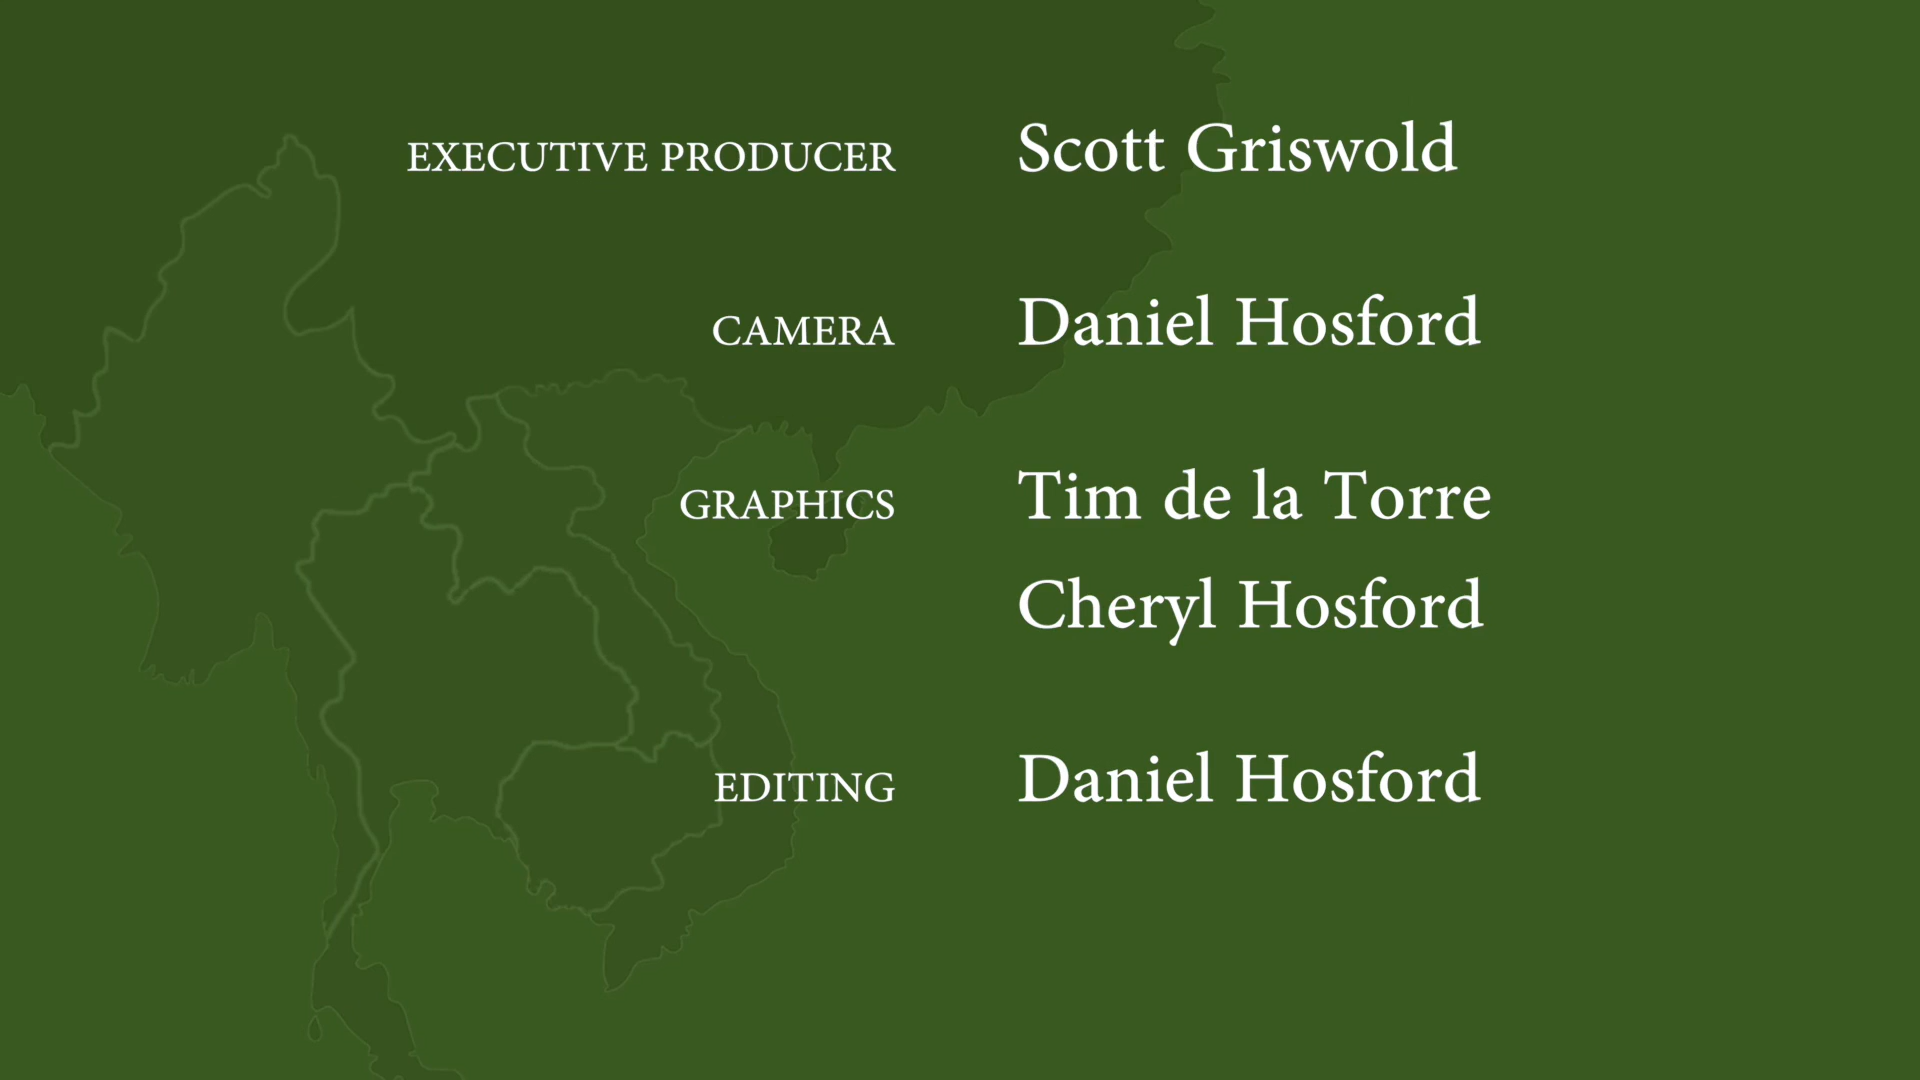 EXECUTIVE PRODUCER Scott Griswold
CAMERA Daniel Hosford
GRAPHICS Tim de la Torre
Cheryl Hosford
EDITING Daniel Hosford